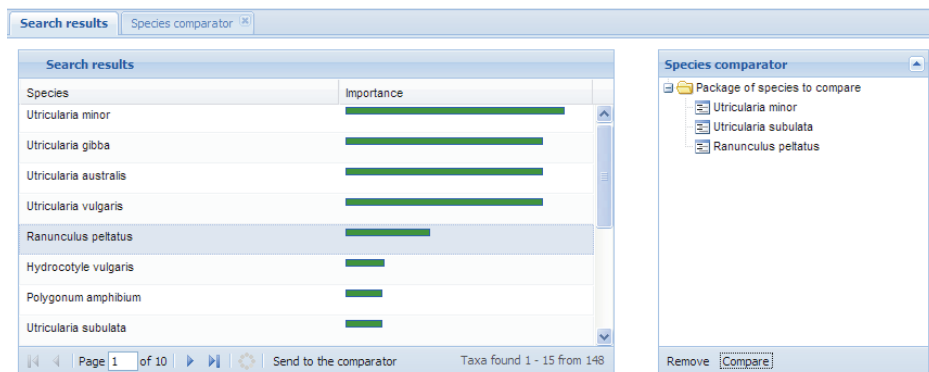 Search results Species comparator
Search results
Species Importance
Utricularia minor
Utricularia gibba
Utricularia australis
Utricularia vulgaris
Ranunculus peltatus
Hydrocotyle vulgaris
Polygonum amphibium
Utricularia subulata
Page 1 of 10 Send to the comparator Taxa found 1 - 15 from 148
Species comparator
Package of species to compare
Utricularia minor
Utricularia subulata
Ranunculus peltatus
Remove Compare